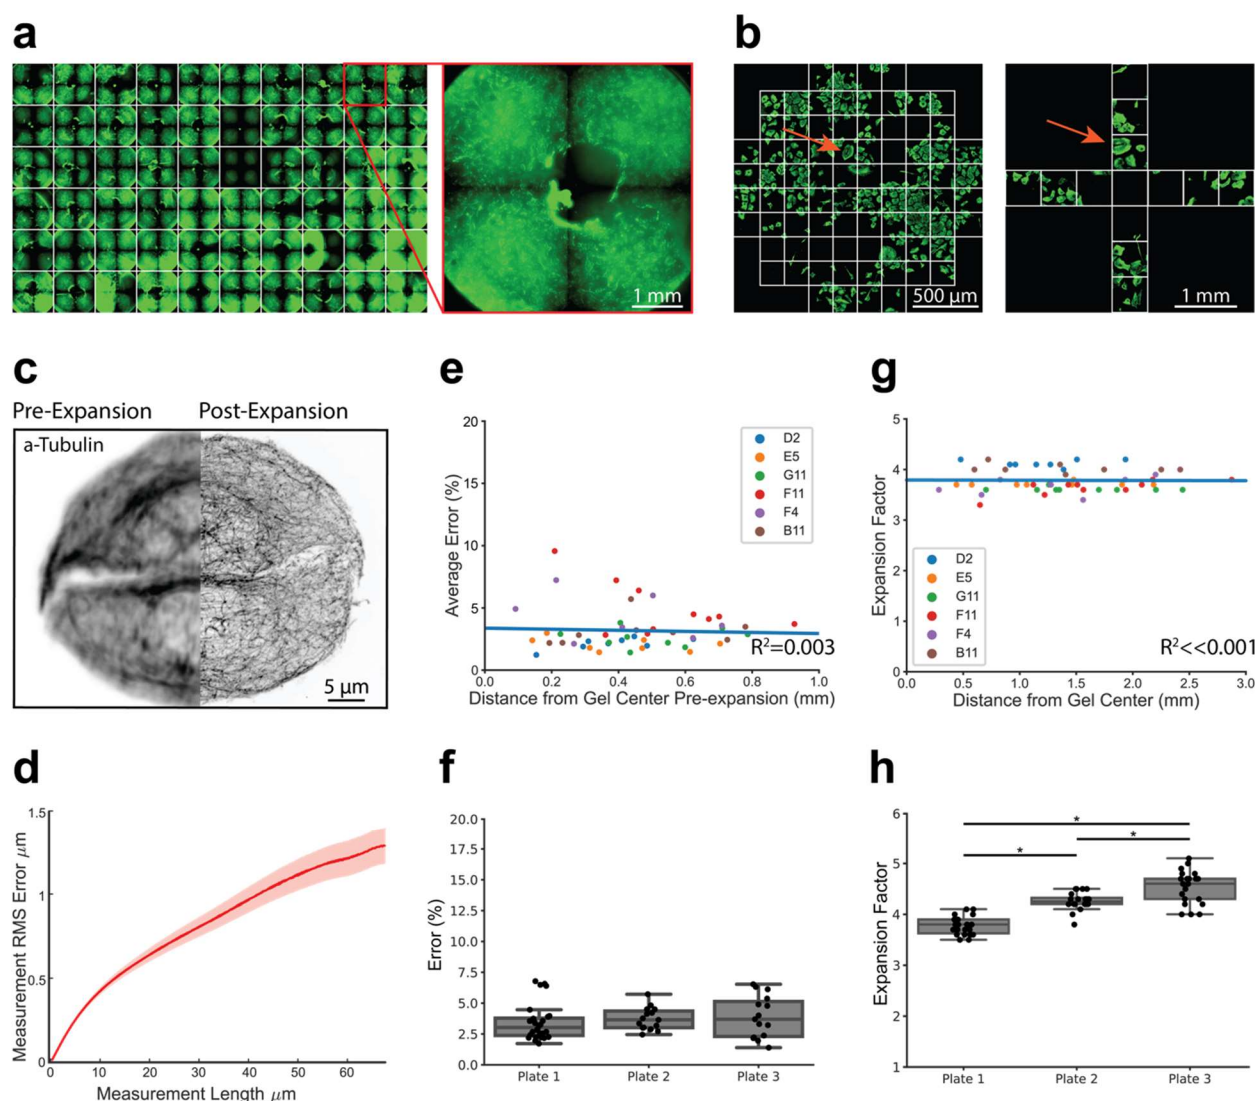 a
b
1 mm
500 µm
1 mm
c
Pre-Expansion Post-Expansion
a-Tubulin
5 µm
e
20
15
10
5
0
Average Error (%)
D2
E5
G11
F11
F4
B11
R²=0.003
0.0 0.2 0.4 0.6 0.8 1.0
Distance from Gel Center Pre-expansion (mm)
g
5
4
3
2
1
0
Expansion Factor
D2
E5
G11
F11
F4
B11
R²<<0.001
0.0 0.5 1.0 1.5 2.0 2.5 3.0
Distance from Gel Center (mm)
d
1.5
1
0.5
0
Measurement RMS Error µm
0 10 20 30 40 50 60
Measurement Length µm
f
20.0
17.5
15.0
12.5
10.0
7.5
5.0
2.5
0.0
Error (%)
Plate 1 Plate 2 Plate 3
h
6
5
4
3
2
1
Expansion Factor
*
*
*
Plate 1 Plate 2 Plate 3